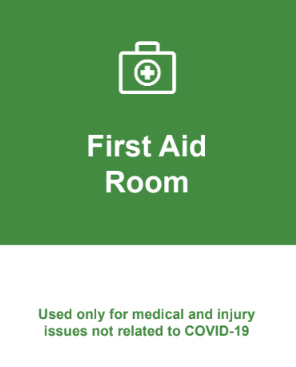 First Aid
Room
Used only for medical and injury
issues not related to COVID-19